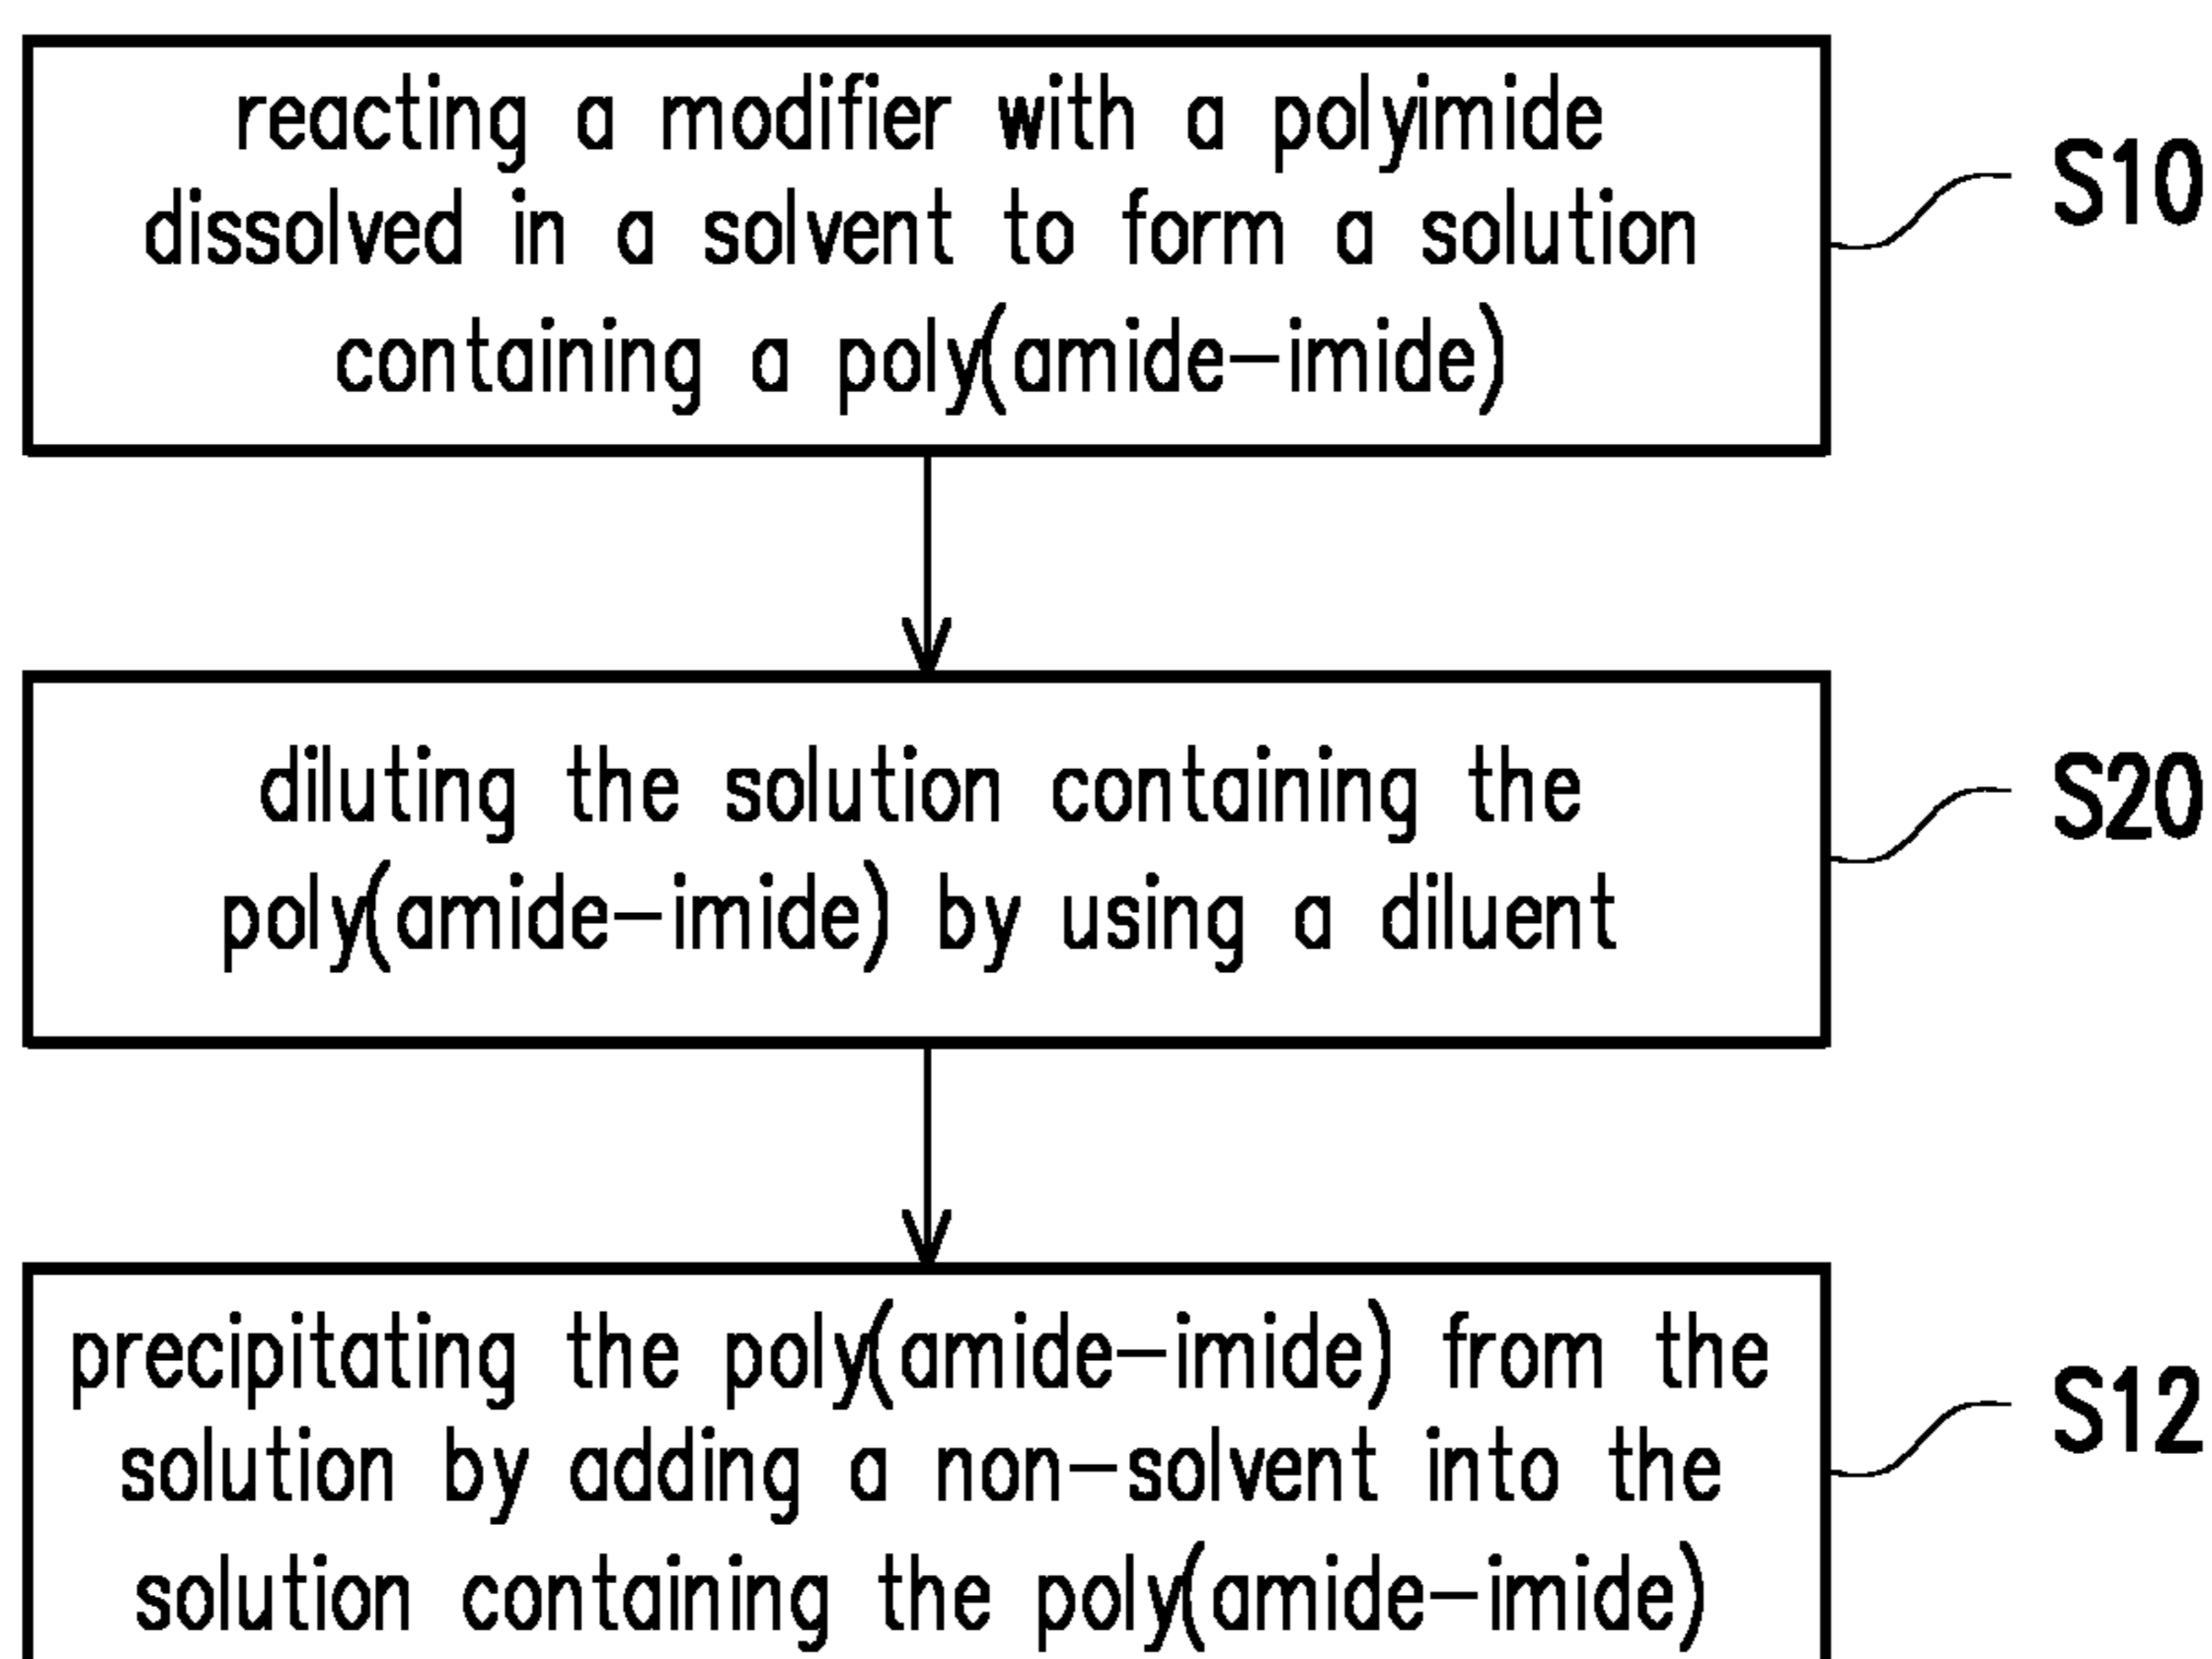 reacting a modifier with a polyimide
dissolved in a solvent to form a solution
containing a poly(amide-imide)
S10
diluting the solution containing the
poly(amide-imide) by using a diluent
S20
precipitating the poly(amide-imide) from the
solution by adding a non-solvent into the
solution containing the poly(amide-imide)
S12